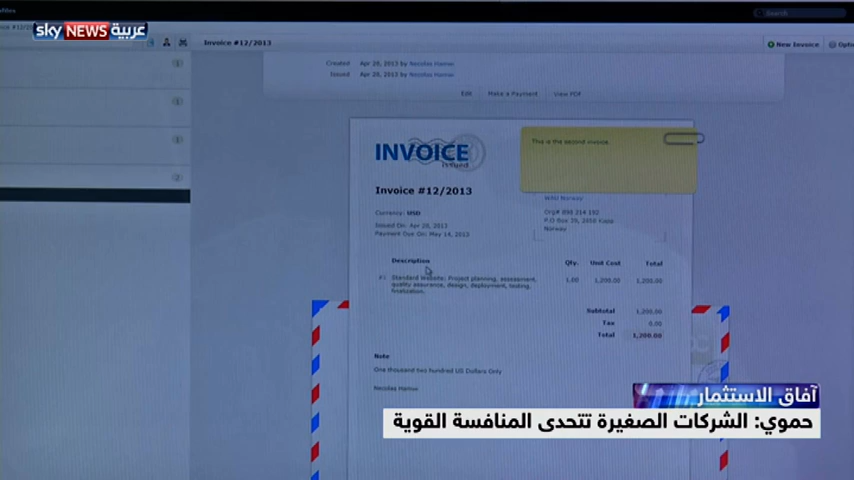 Search
sky NEWS عربية
Invoice #12/2013
New Invoice
Created Apr 20, 2013 by
Issued Apr 20, 2013 by
Edit Make a Payment View PDF
INVOICE
This is the second invoice.
Invoice #12/2013
Norway
Currency: USD
Issued On: Apr 20, 2013
Payment Due On: May 14, 2013
Norway
Description Qty. Unit Cost Total
Standard Website: Project planning, assessment, 1.00 1,200.00 1,200.00
quality assurance, design, deployment, testing,
finalization.
Subtotal 1,200.00
Tax 0.00
Total 1,200.00
Note
One thousand two hundred US Dollars Only
آفاق الاستثمار
حموي: الشركات الصغيرة تتحدى المنافسة القوية